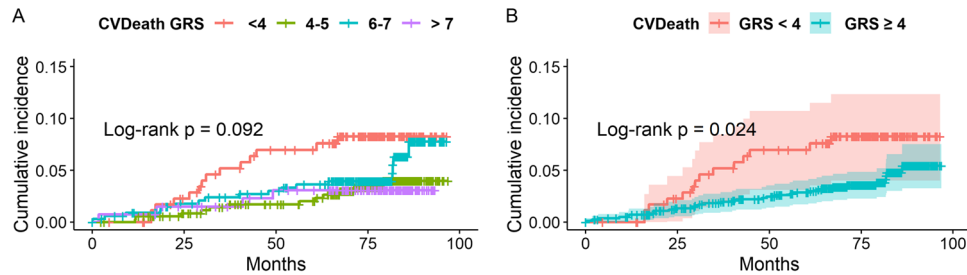 A
CVDeath GRS <4 4-5 6-7 > 7
Cumulative incidence
0.15
0.10
0.05
0.00
Log-rank p = 0.092
0 25 50 75 100
Months
B
CVDeath GRS < 4 GRS ≥ 4
Cumulative incidence
0.15
0.10
0.05
0.00
Log-rank p = 0.024
0 25 50 75 100
Months